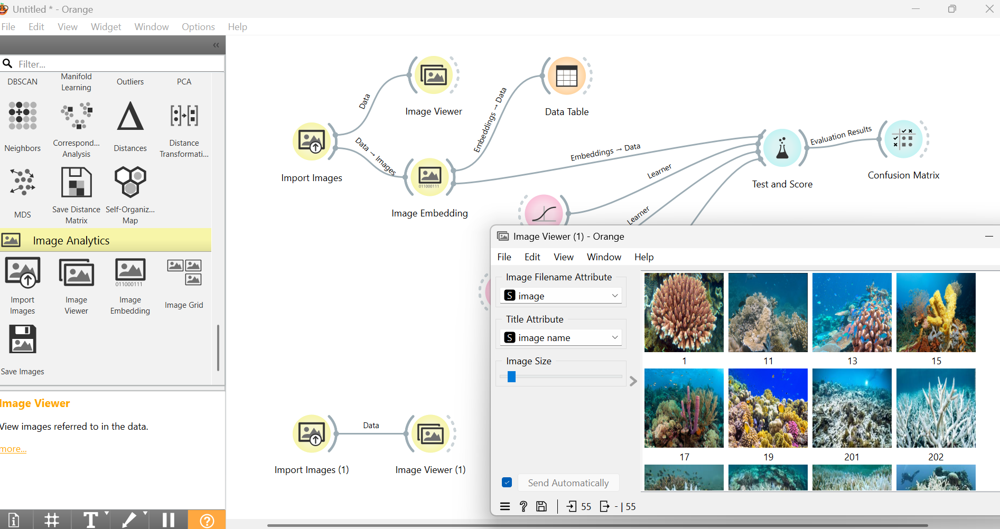 Untitled * - Orange
File Edit View Widget Window Options Help
«
Filter...
DBSCAN
Manifold
Learning
Outliers
PCA
Neighbors
Correspond...
Analysis
Distances
Distance
Transformati...
MDS
Save Distance
Matrix
Self-Organiz...
Map
Image Analytics
011000111
Import
Images
Image
Viewer
Image
Embedding
Image Grid
Save Images
Image Viewer
View images referred to in the data.
more...
Data
Image Viewer
Embeddings → Data
Data Table
Import Images
Data → Images
011000111
Image Embedding
Embeddings → Data
Learner
Learner
Test and Score
Evaluation Results
Confusion Matrix
Import Images (1)
Data
Image Viewer (1)
Image Viewer (1) - Orange
File Edit View Window Help
Image Filename Attribute
S image
Title Attribute
S image name
Image Size
1 11 13 15
17 19 201 202
Send Automatically
? 55 - | 55
T ?